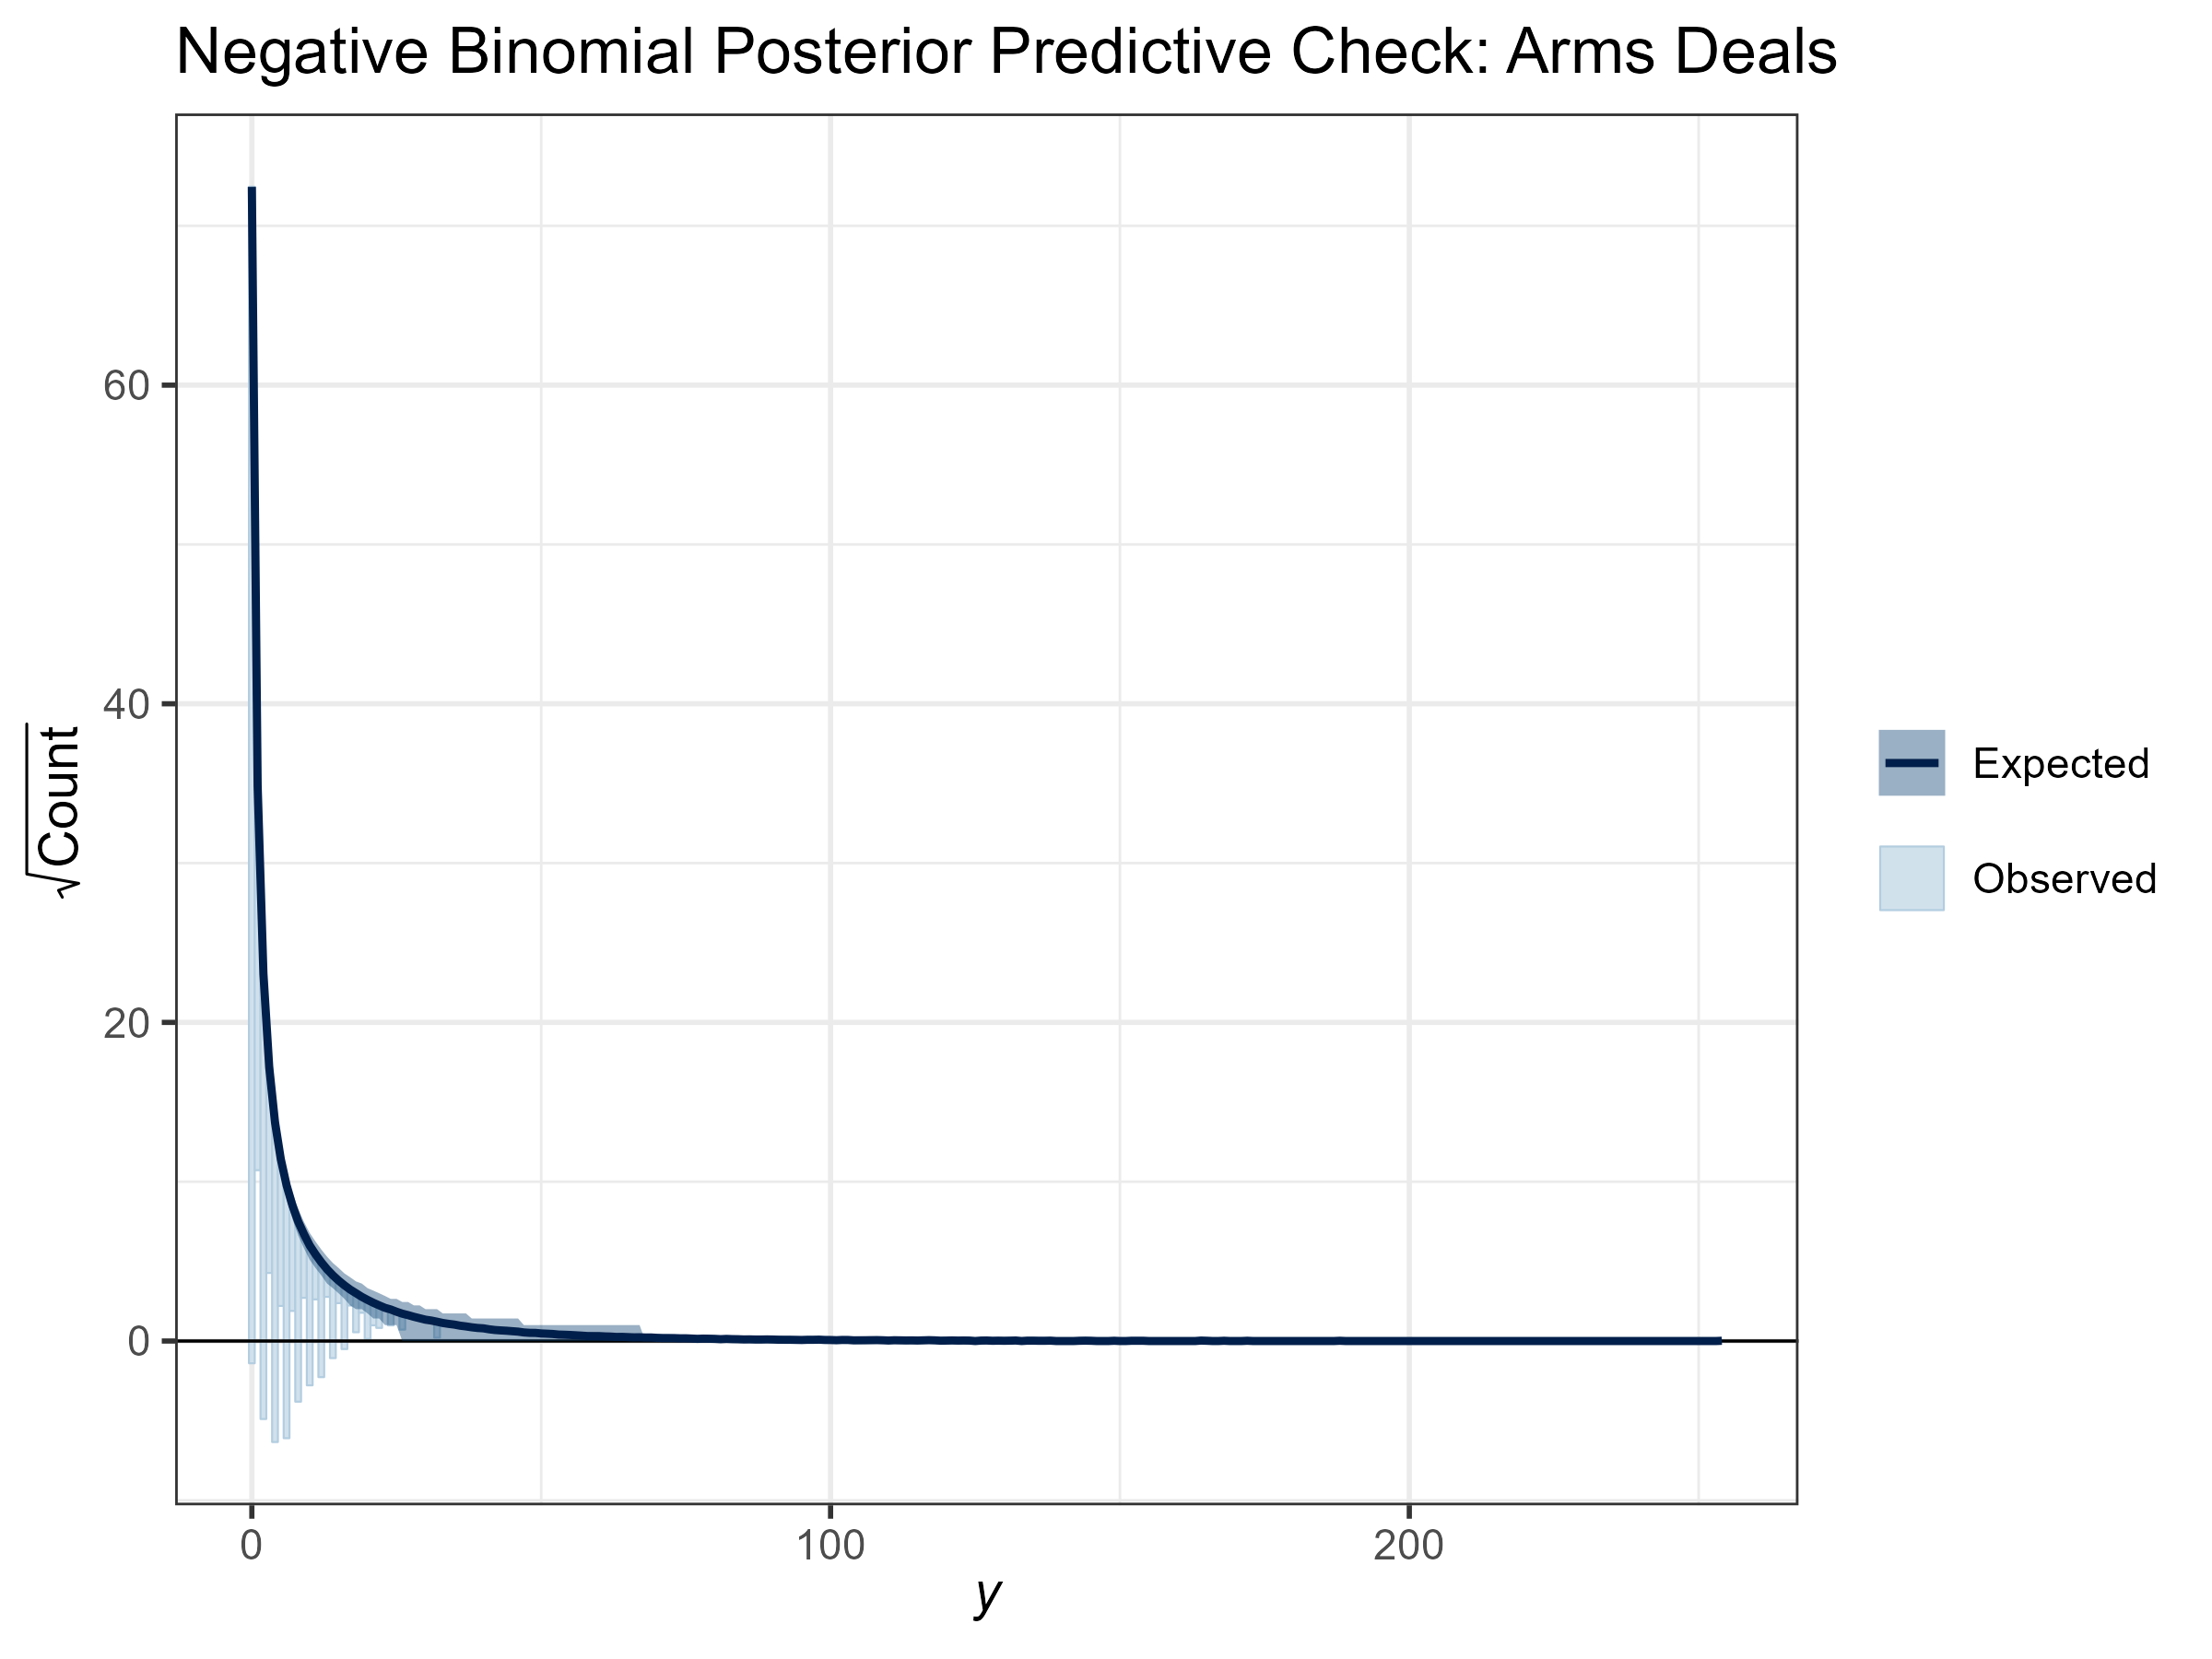 Negative Binomial Posterior Predictive Check: Arms Deals
60
40
20
0
√Count
0 100 200
y
Expected
Observed